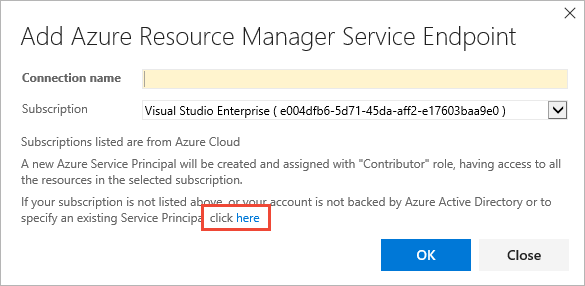 Add Azure Resource Manager Service Endpoint
Connection name
Subscription Visual Studio Enterprise ( e004dfb6-5d71-45da-aff2-e17603baa9e0 )
Subscriptions listed are from Azure Cloud
A new Azure Service Principal will be created and assigned with "Contributor" role, having access to all
the resources in the selected subscription.
If your subscription is not listed above, or your account is not backed by Azure Active Directory or to
specify an existing Service Principal click here
OK Close